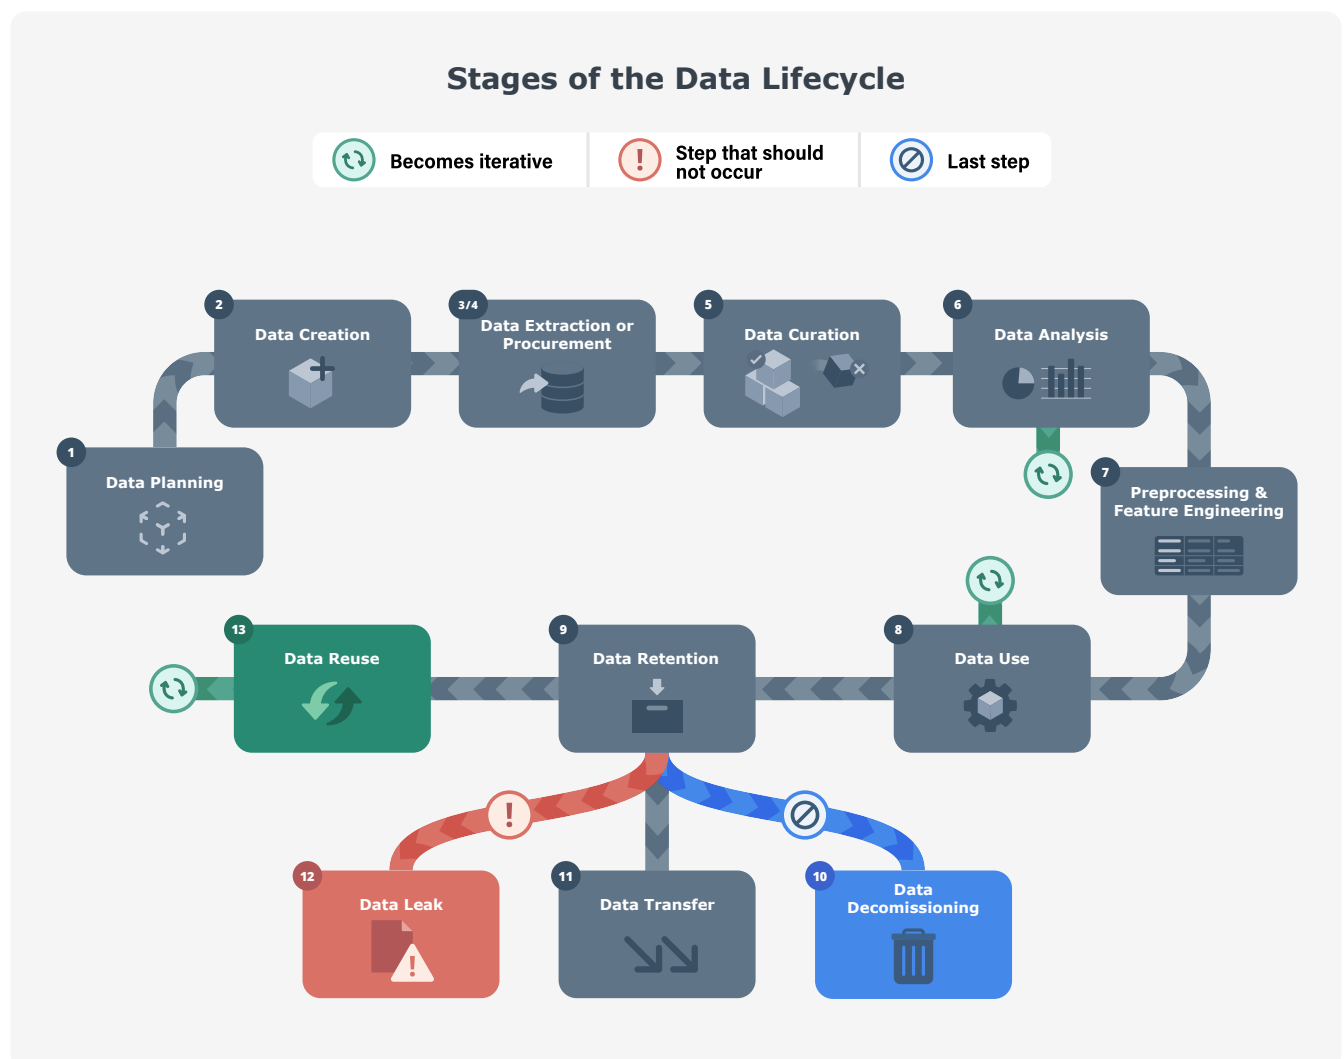 Stages of the Data Lifecycle
Becomes iterative
!
Step that should
not occur
Last step
2
Data Creation
3/4
Data Extraction or
Procurement
5
Data Curation
6
Data Analysis
1
Data Planning
7
Preprocessing &
Feature Engineering
13
Data Reuse
9
Data Retention
8
Data Use
!
12
Data Leak
!
11
Data Transfer
10
Data
Decomissioning